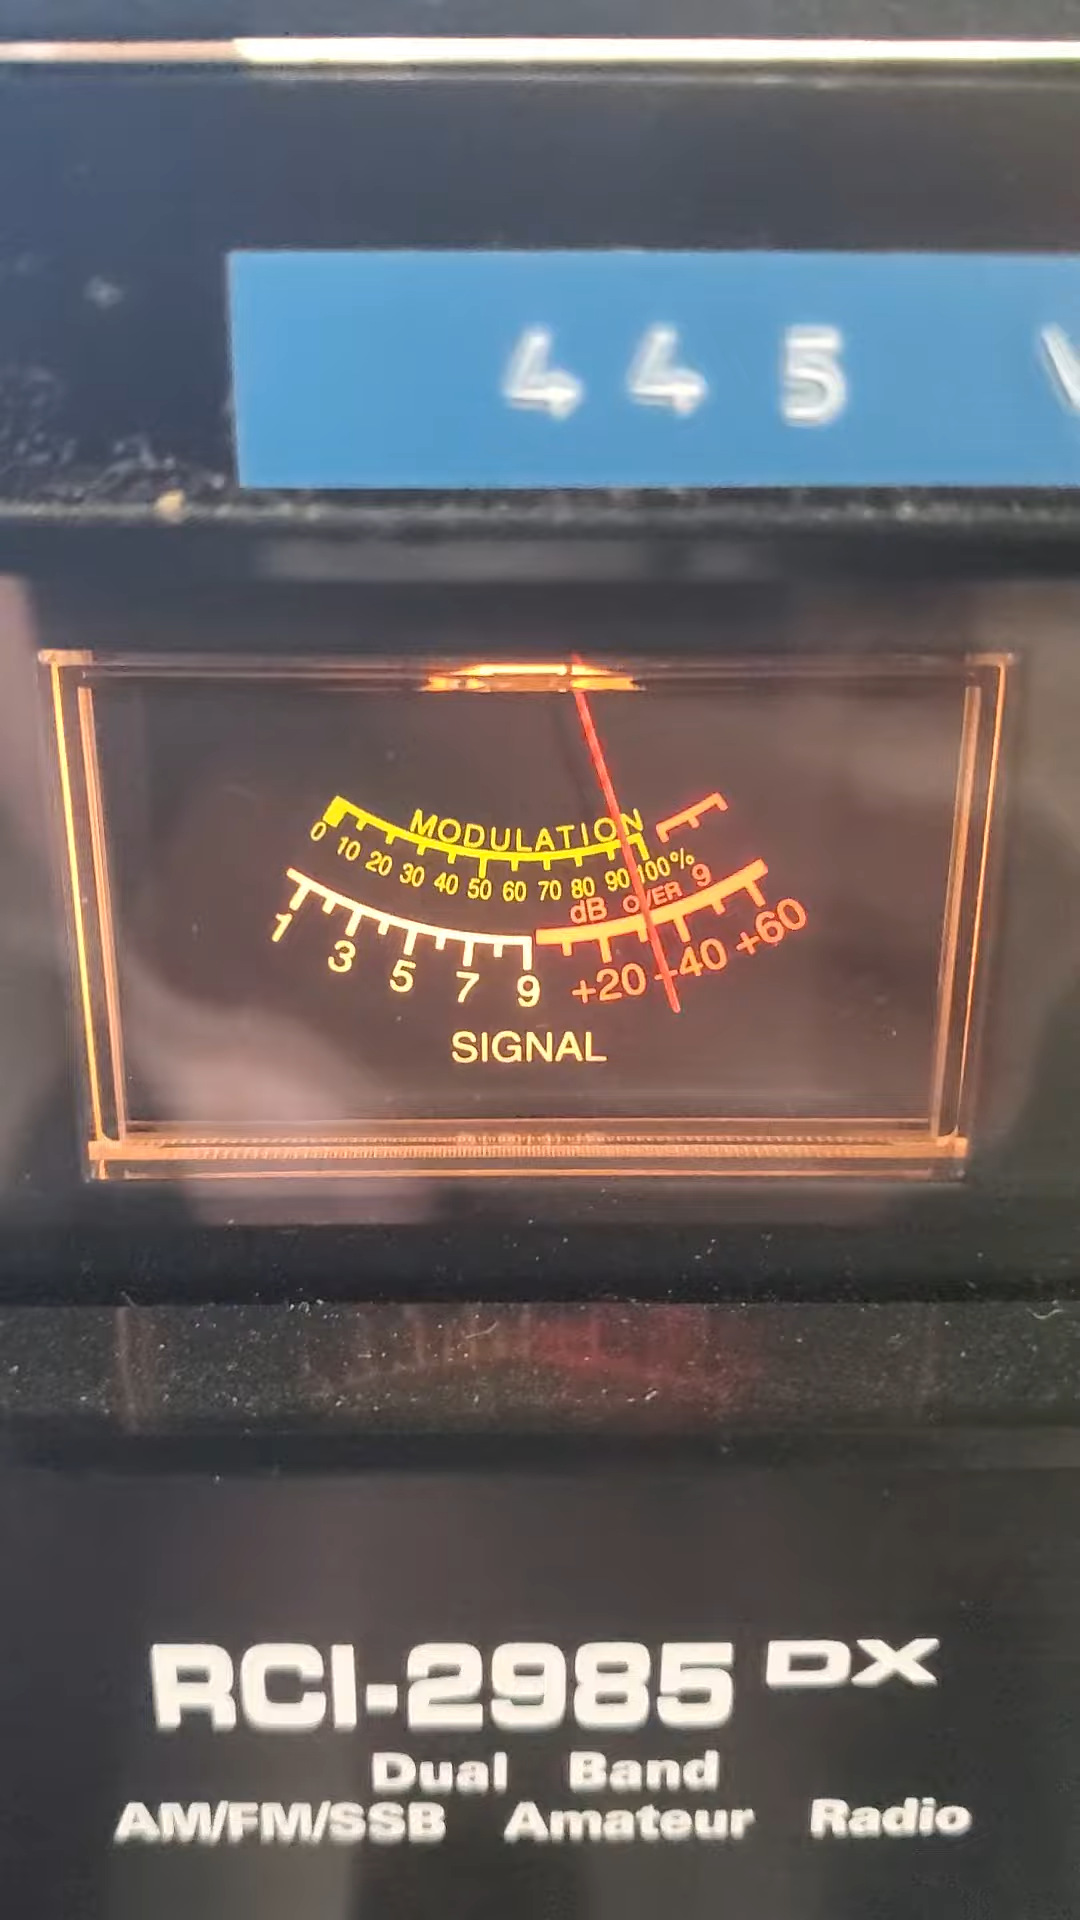 445
MODULATION
0 10 20 30 40 50 60 70 80 90 100%
dB OVER 9
1 3 5 7 9 +20 +40 +60
SIGNAL
RCI-2985 DX
Dual Band
AM/FM/SSB Amateur Radio